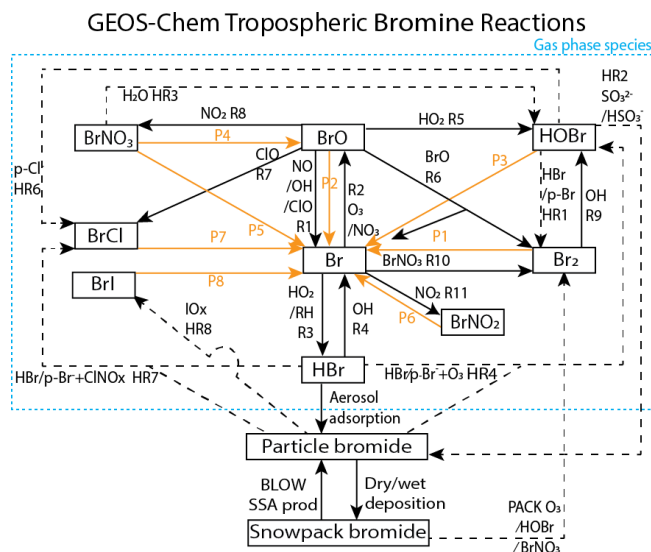 GEOS-Chem Tropospheric Bromine Reactions
Gas phase species
HR2
SO₃²⁻
/HSO₃⁻
H₂O HR3
NO₂ R8
HO₂ R5
BrNO₃
BrO
HOBr
P4
ClO
R7
NO
/OH
/ClO
R1
P2
R2
O₃
/NO₃
BrO
R6
P3
HBr
/p-Br
HR1
OH
R9
p-Cl⁻
HR6
BrCl
P7
P5
Br
P1
Br₂
BrNO₃ R10
BrI
P8
NO₂ R11
P6
BrNO₂
IOx
HR8
HO₂
/RH
R3
OH
R4
HBr
HBr/p-Br⁻+ClNOx HR7
HBr/p-Br⁻+O₃ HR4
Aerosol
adsorption
Particle bromide
BLOW
SSA prod
Dry/wet
deposition
PACK O₃
/HOBr
/BrNO₃
Snowpack bromide